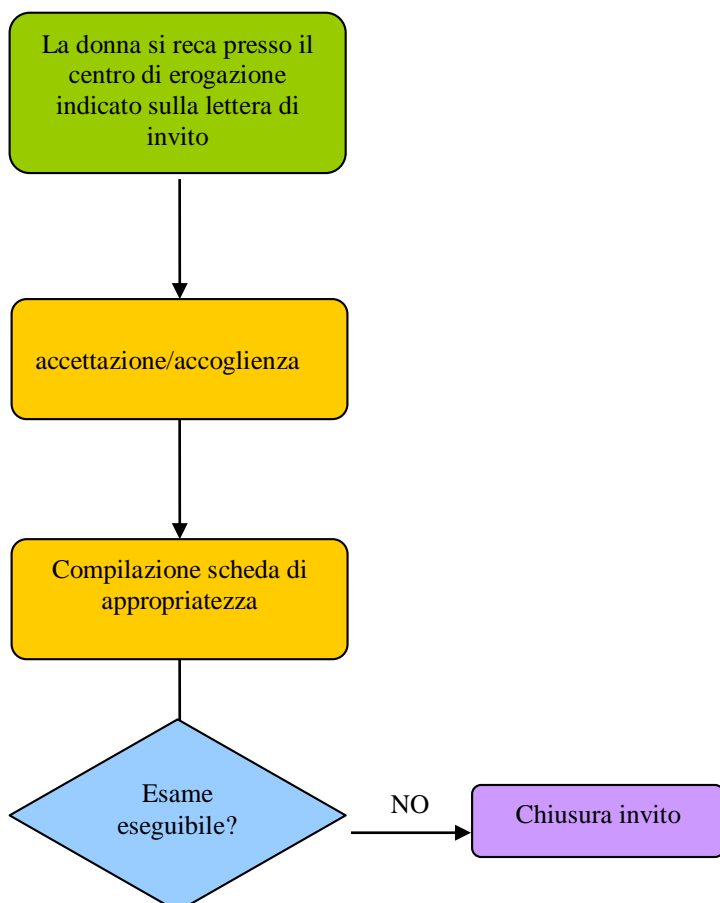 La donna si reca presso il
centro di erogazione
indicato sulla lettera di
invito
accettazione/accoglienza
Compilazione scheda di
appropriatezza
Esame
eseguibile?
NO
Chiusura invito